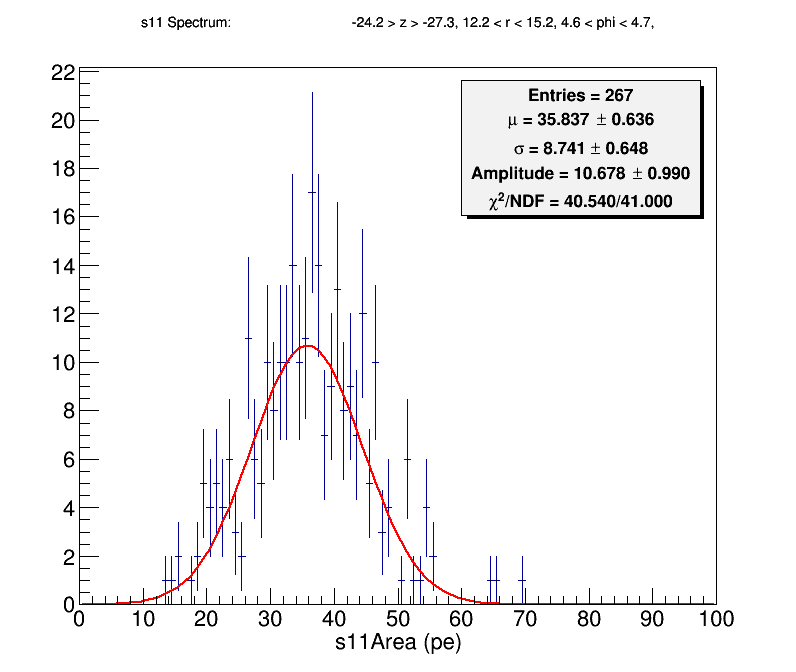 s11 Spectrum: -24.2 > z > -27.3, 12.2 < r < 15.2, 4.6 < phi < 4.7,
Entries = 267
μ = 35.837 ± 0.636
σ = 8.741 ± 0.648
Amplitude = 10.678 ± 0.990
χ²/NDF = 40.540/41.000
22
20
18
16
14
12
10
8
6
4
2
0
0 10 20 30 40 50 60 70 80 90 100
s11Area (pe)